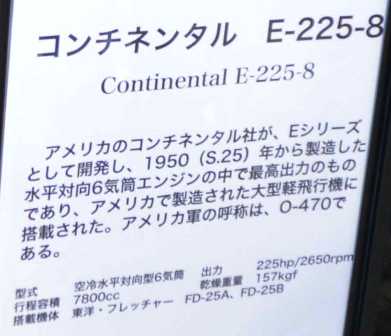 コンチネンタル E-225-8
Continental E-225-8
アメリカのコンチネンタル社が、Eシリーズ
として開発し、1950（S.25）年から製造した
水平対向6気筒エンジンの中で最高出力のもの
であり、アメリカで製造された大型軽飛行機に
搭載された。アメリカ軍の呼称は、O-470で
ある。
型式 空冷水平対向型6気筒 出力 225hp/2650rpm
行程容積 7800cc 乾燥重量 157kgf
搭載機体 東洋・フレッチャー FD-25A、FD-25B